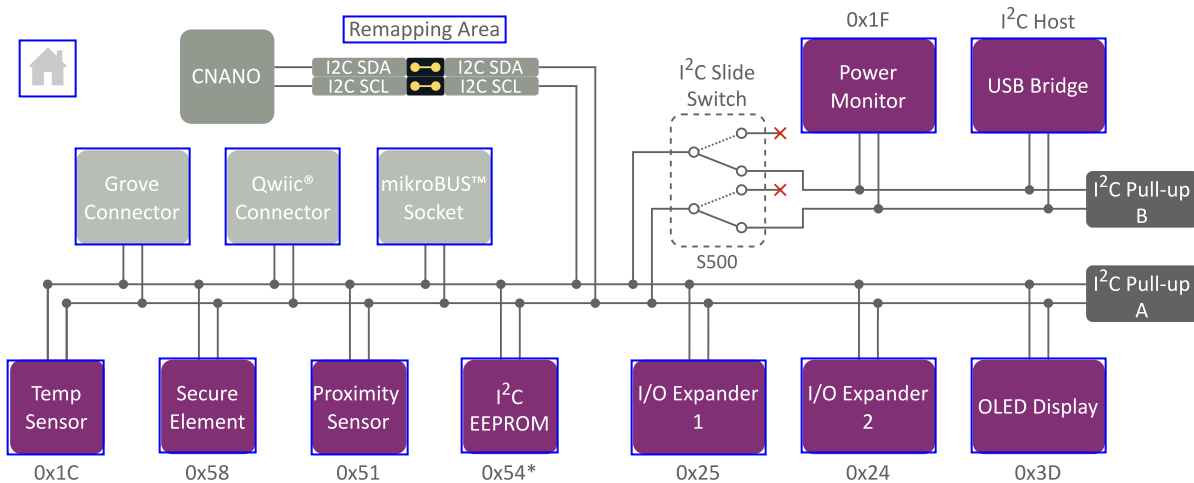 0x1F
I²C Host
Remapping Area
CNANO
I2C SDA
I2C SDA
I2C SCL
I2C SCL
I²C Slide
Switch
Power
Monitor
USB Bridge
Grove
Connector
Qwiic®
Connector
mikroBUS™
Socket
I²C Pull-up
B
S500
I²C Pull-up
A
Temp
Sensor
Secure
Element
Proximity
Sensor
I²C
EEPROM
I/O Expander
1
I/O Expander
2
OLED Display
0x1C
0x58
0x51
0x54*
0x25
0x24
0x3D